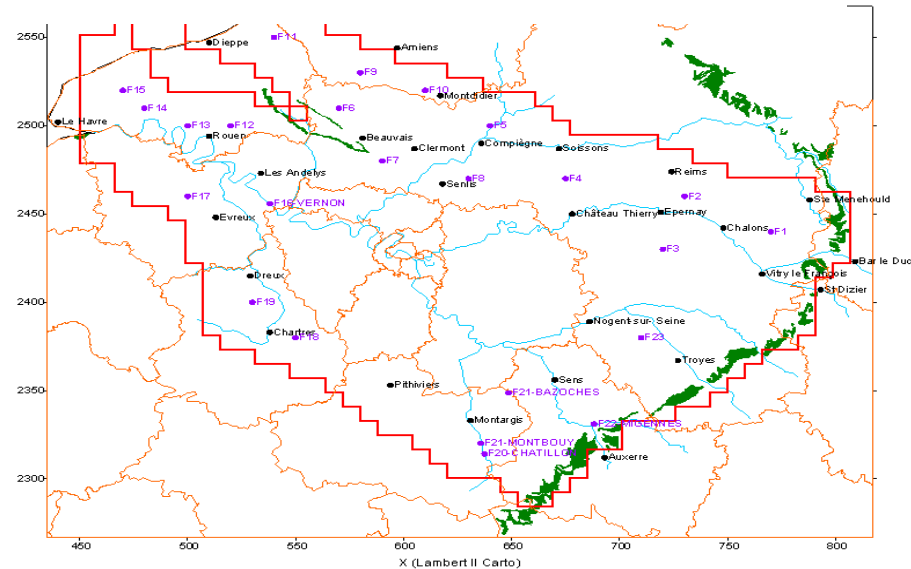 2550
Dieppe
F11
Amiens
F9
F15
F10
Montdidier
F14
F6
2500
Le Havre
F13
F12
F5
Rouen
Beauvais
Clermont
Compiègne
Soissons
F7
Les Andelys
Reims
F8
F4
Senlis
F17
F2
Ste Menehould
F16-VERNON
2450
Evreux
Château Thierry
Epernay
Chalons
F1
F3
Bar le Duc
Dreux
Vitry le François
St Dizier
2400
F19
Nogent-sur-Seine
Chartres
F18
F23
Troyes
2350
Pithiviers
Sens
F21-BAZOCHES
Montargis
F22-MIGENNES
F21-MONTBOUY
F20-CHATILLON
Auxerre
2300
450
500
550
600
650
700
750
800
X (Lambert II Carto)